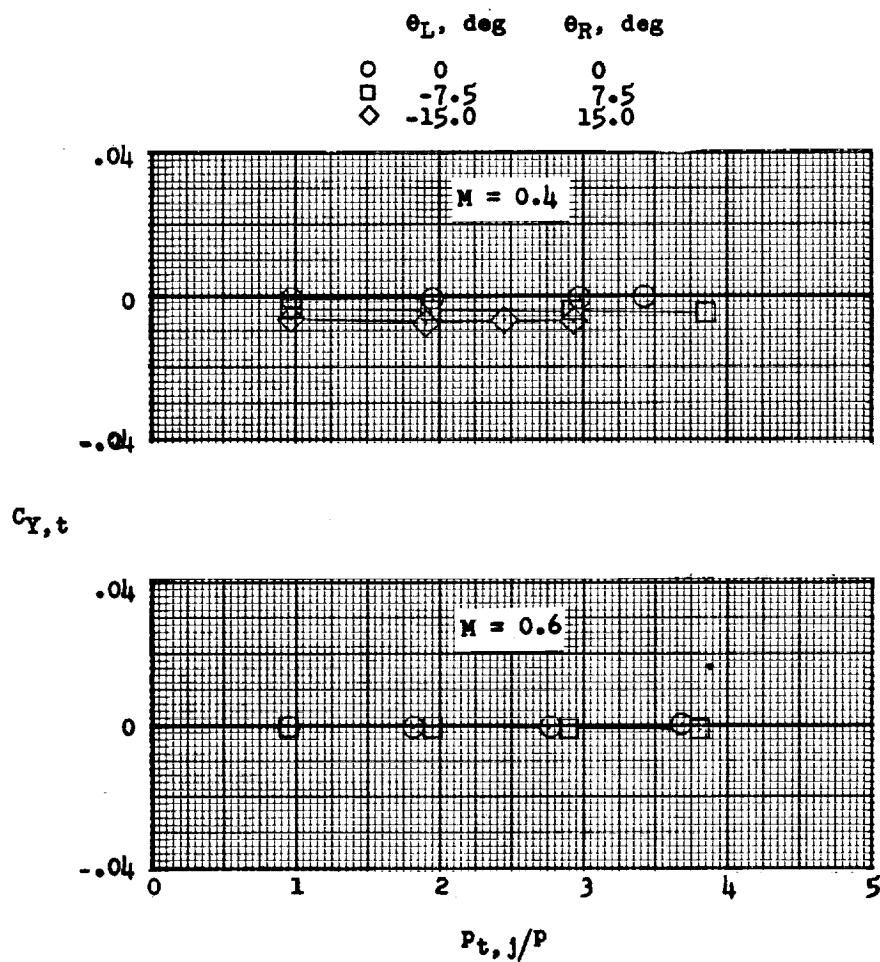 θL, deg θR, deg
0 0
-7.5 7.5
-15.0 15.0
.04
M = 0.4
0
-.04
CY,t
.04
M = 0.6
0
-.04
0 1 2 3 4 5
pt,j/p